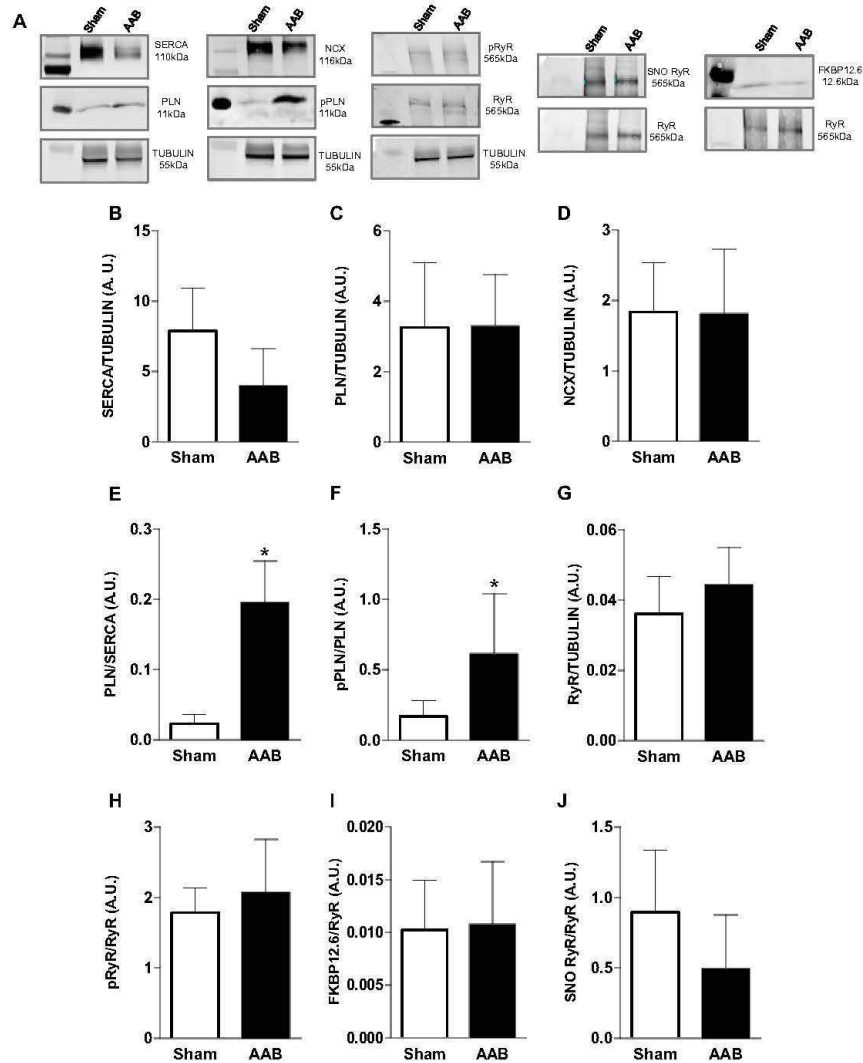 A
Sham AAB
SERCA
110kDa
PLN
11kDa
TUBULIN
55kDa
Sham AAB
NCX
116kDa
pPLN
11kDa
TUBULIN
55kDa
Sham AAB
pRyR
565kDa
RyR
565kDa
TUBULIN
55kDa
Sham AAB
SNO RyR
565kDa
RyR
565kDa
Sham AAB
FKBP12.6
12.6kDa
RyR
565kDa
B
SERCA/TUBULIN (A. U.)
15
10
5
0
Sham AAB
C
PLN/TUBULIN (A.U.)
6
4
2
0
Sham AAB
D
NCX/TUBULIN (A.U.)
3
2
1
0
Sham AAB
E
PLN/SERCA (A.U.)
0.3
0.2
0.1
0.0
*
Sham AAB
F
pPLN/PLN (A.U.)
1.5
1.0
0.5
0.0
*
Sham AAB
G
RyR/TUBULIN (A.U.)
0.06
0.04
0.02
0.00
Sham AAB
H
pRyR/RyR (A.U.)
3
2
1
0
Sham AAB
I
FKBP12.6/RyR (A.U.)
0.020
0.015
0.010
0.005
0.000
Sham AAB
J
SNO RyR/RyR (A.U.)
1.5
1.0
0.5
0.0
Sham AAB